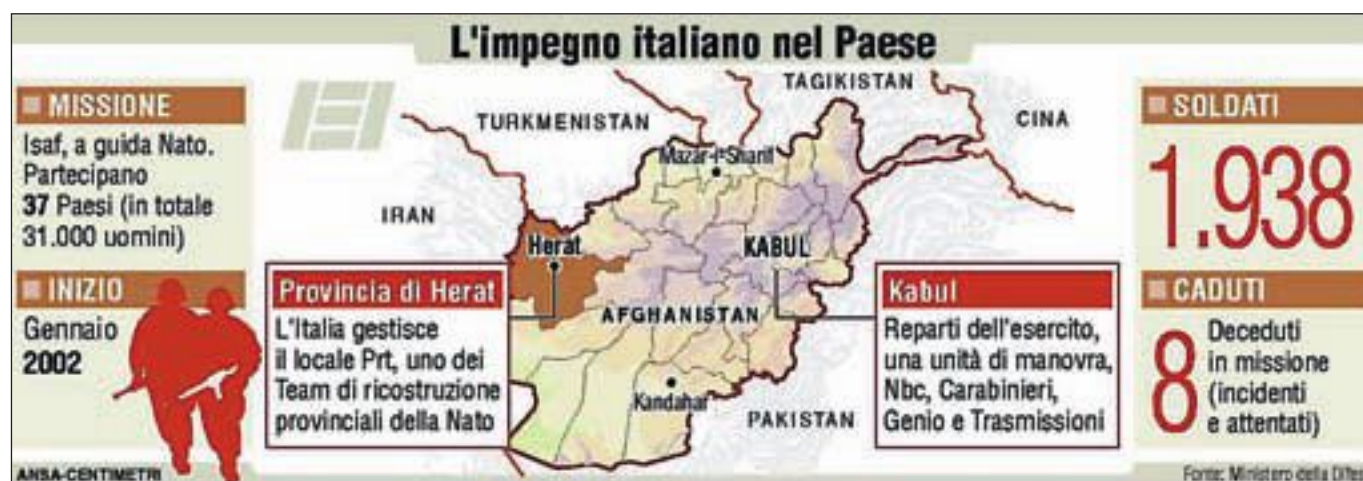 L'impegno italiano nel Paese
MISSIONE
Isaf, a guida Nato.
Partecipano
37 Paesi (in totale
31.000 uomini)
INIZIO
Gennaio
2002
ANSA-CENTIMETRI
TURKMENISTAN
TAGIKISTAN
CINA
IRAN
Mazar-i-Sharif
Herat
KABUL
AFGHANISTAN
Kandahar
PAKISTAN
Provincia di Herat
L'Italia gestisce
il locale Prt, uno dei
Team di ricostruzione
provinciali della Nato
Kabul
Reparti dell'esercito,
una unità di manovra,
Nbc, Carabinieri,
Genio e Trasmissioni
SOLDATI
1.938
CADUTI
8
Deceduti
in missione
(incidenti
e attentati)
Fonte: Ministero della Difes